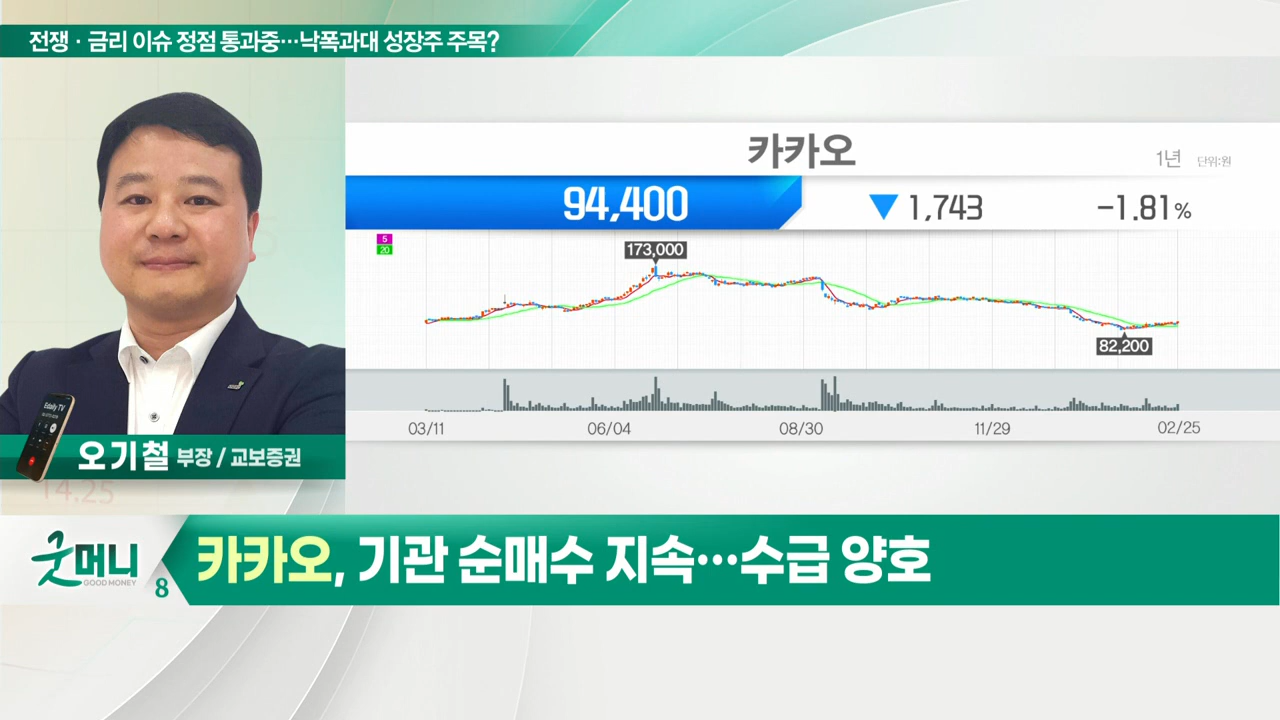 전쟁·금리 이슈 정점 통과중…낙폭과대 성장주 주목?
카카오
1년 단위:원
94,400 ▼ 1,743 -1.81%
5
20
173,000
82,200
03/11 06/04 08/30 11/29 02/25
Edaily TV
오기철 부장 / 교보증권
14.25
굿머니
GOOD MONEY
8
카카오, 기관 순매수 지속…수급 양호